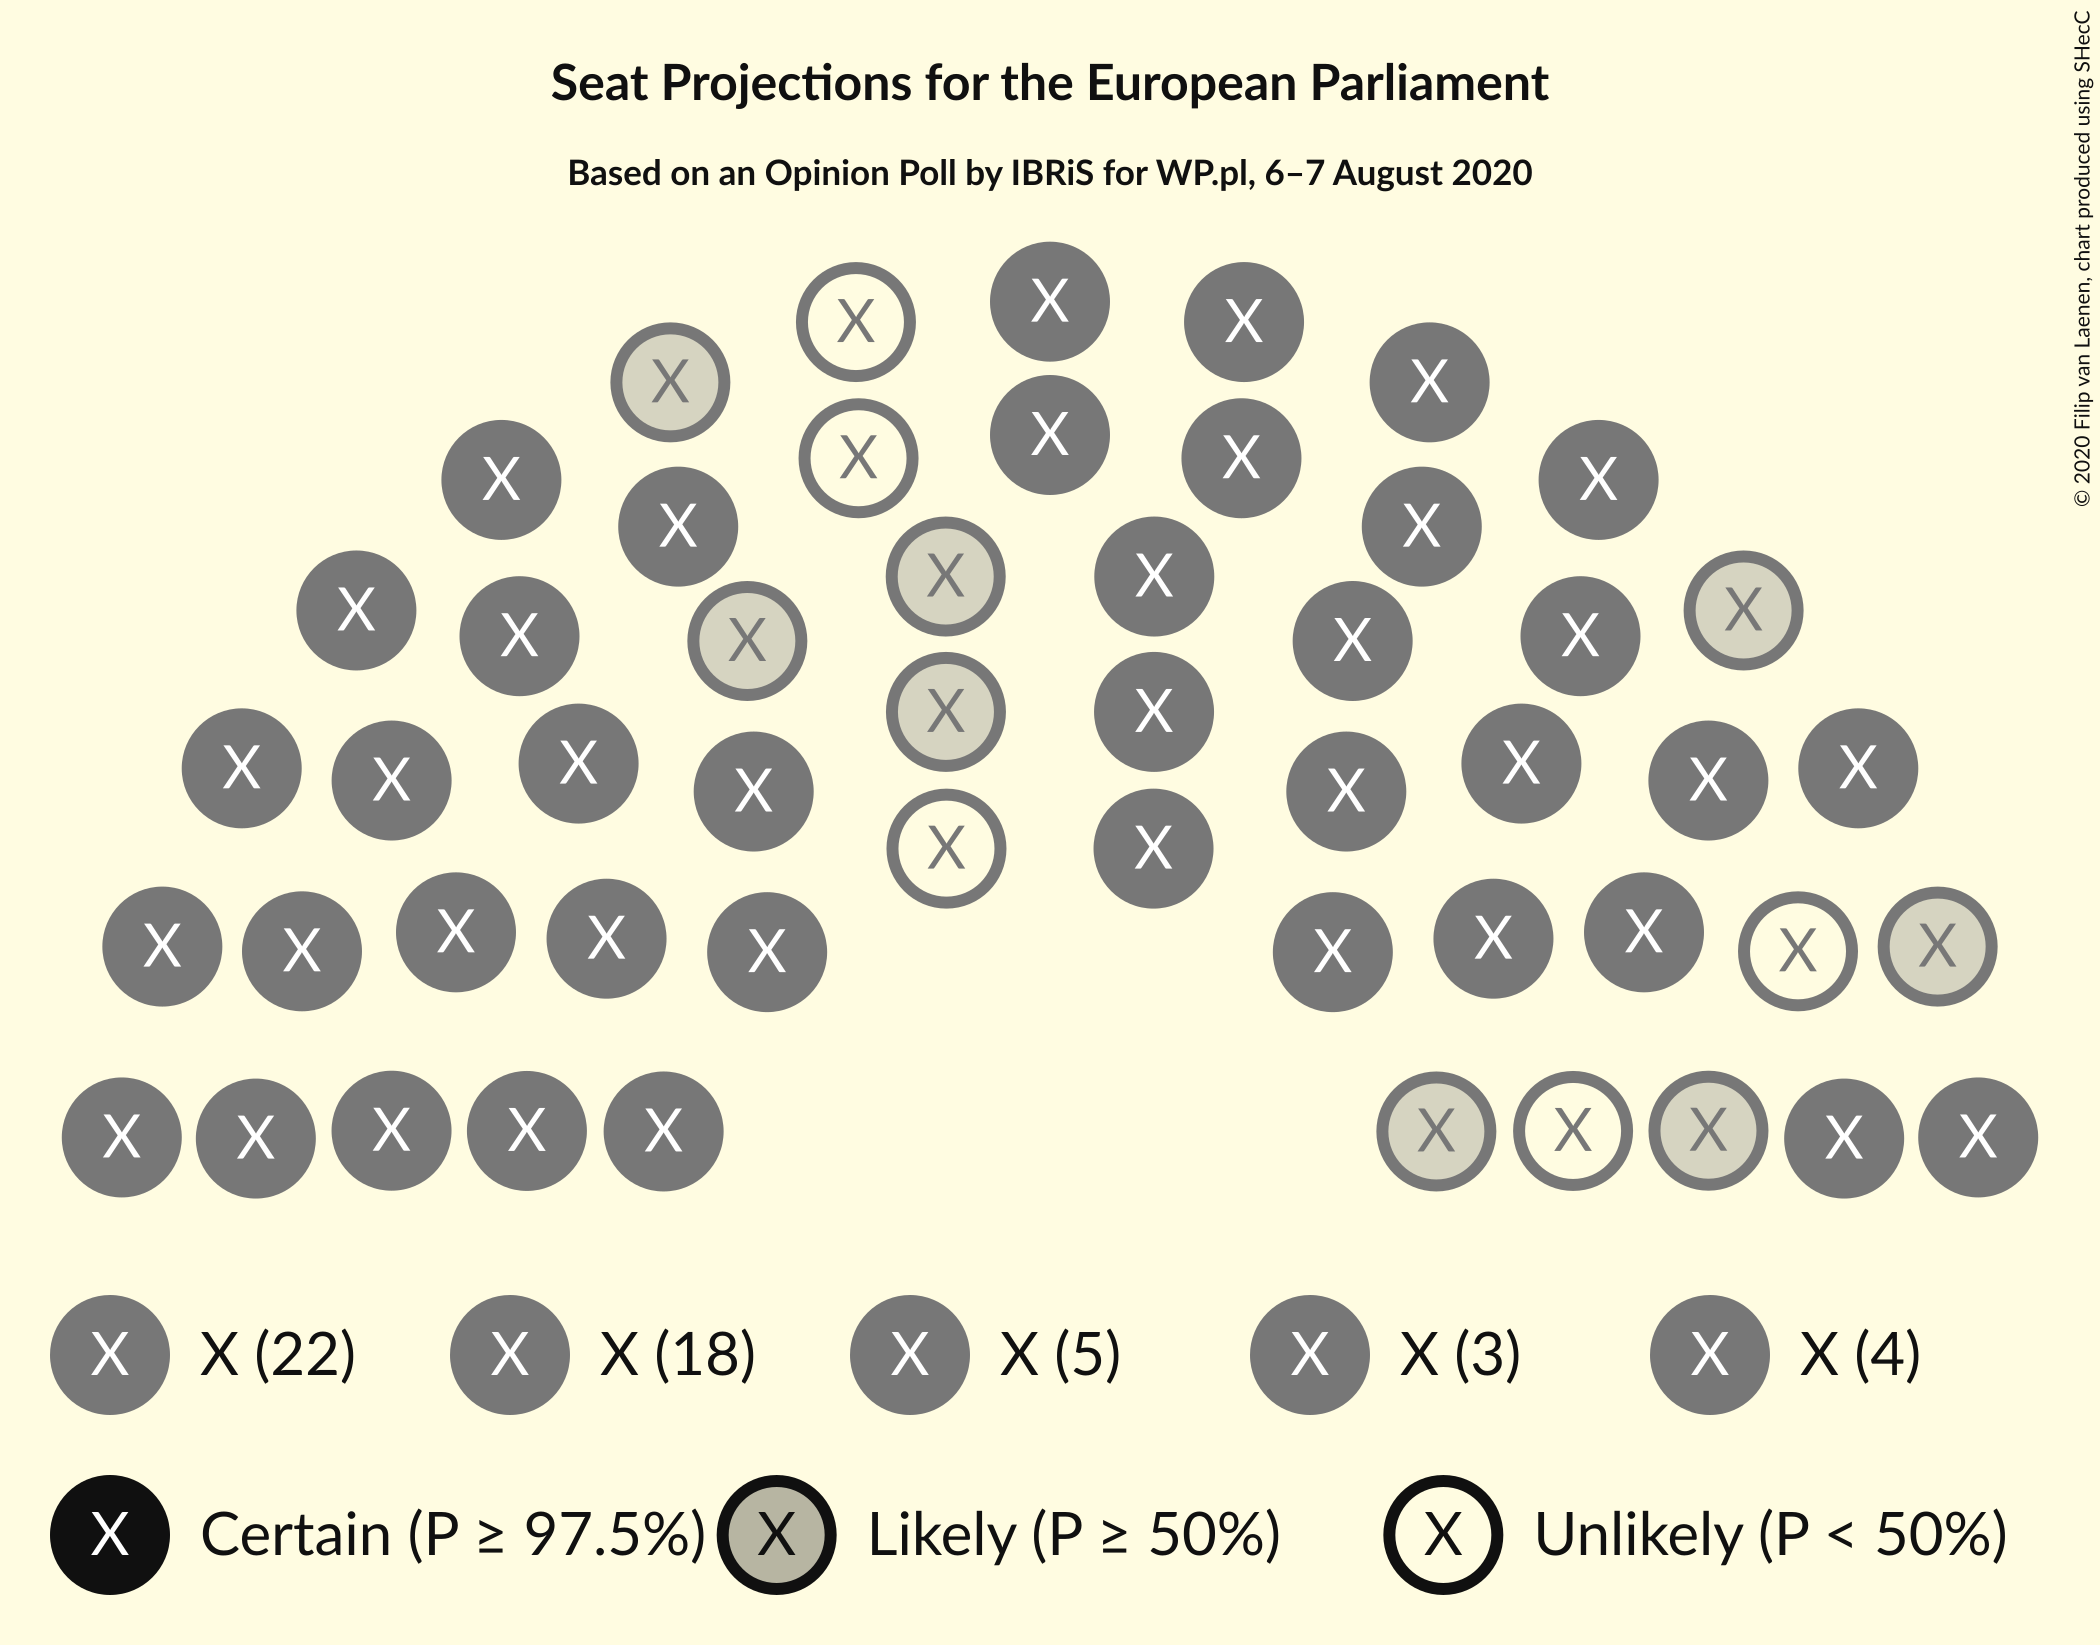 Seat Projections for the European Parliament
Based on an Opinion Poll by IBRiS for WP.pl, 6–7 August 2020
© 2020 Filip van Laenen, chart produced using SHecC
X X X
X X X X
X X X X
X X X X
X X X X
X X X X
X X X X
X X X X
X X X X
X X X X
X X X X X X X X X X
X X X X X X X X X X
X X (22) X X (18) X X (5) X X (3) X X (4)
X Certain (P ≥ 97.5%) X Likely (P ≥ 50%) X Unlikely (P < 50%)